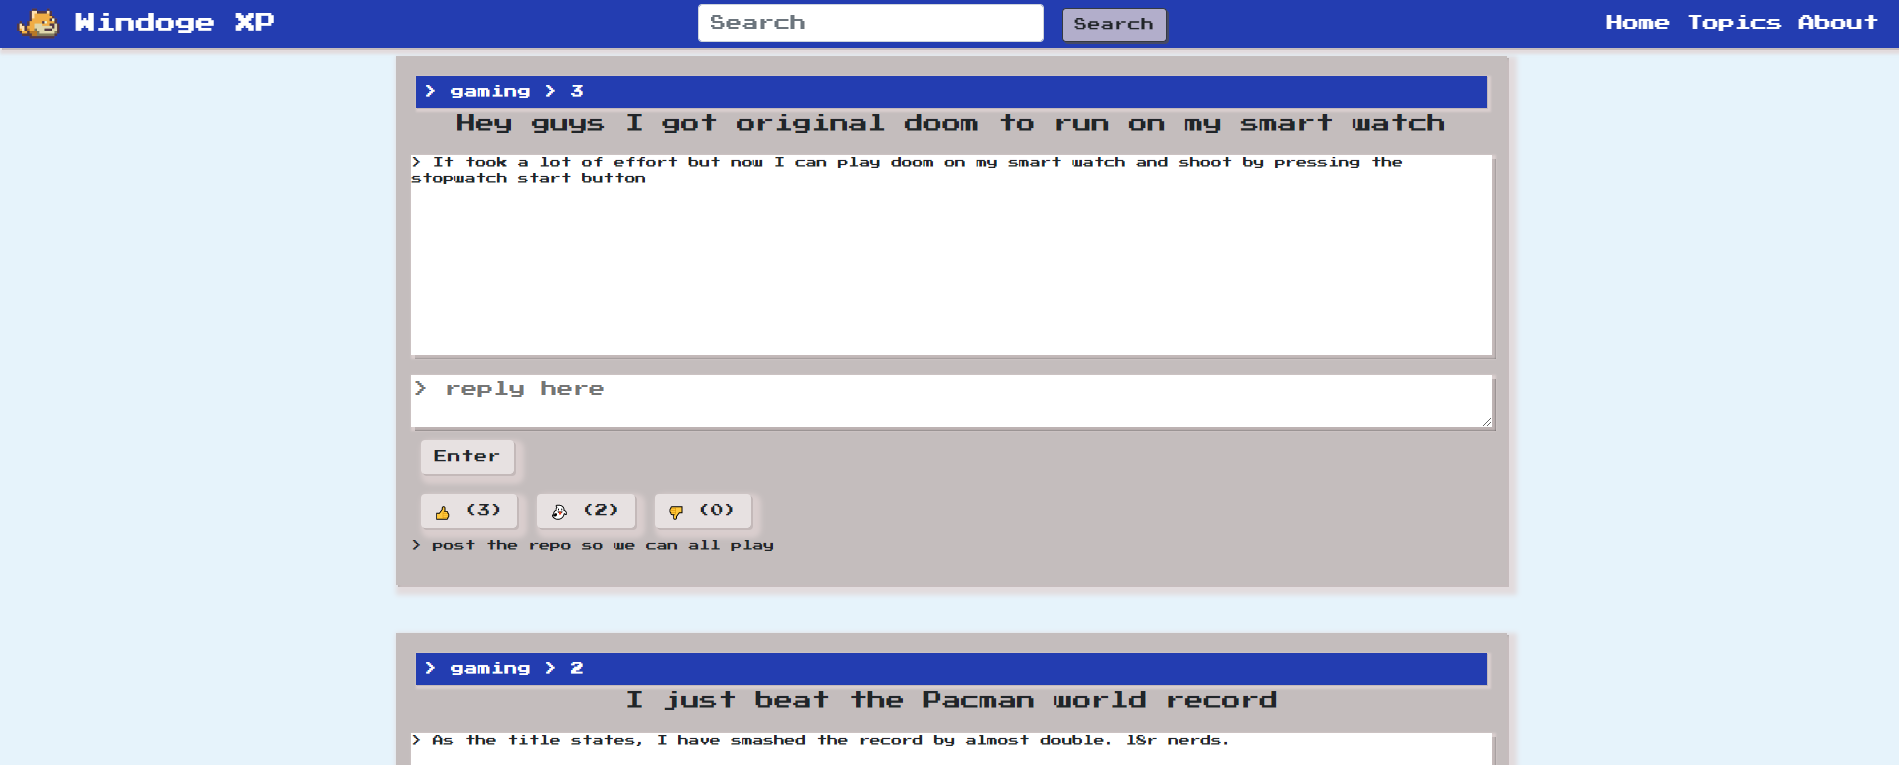 Windoge XP
Search
Search
Home Topics About
> gaming > 3
Hey guys I got original doom to run on my smart watch
> It took a lot of effort but now I can play doom on my smart watch and shoot by pressing the
stopwatch start button
> reply here
Enter
👍 (3)
(2)
👎 (0)
> post the repo so we can all play
> gaming > 2
I just beat the Pacman world record
> As the title states, I have smashed the record by almost double. l8r nerds.